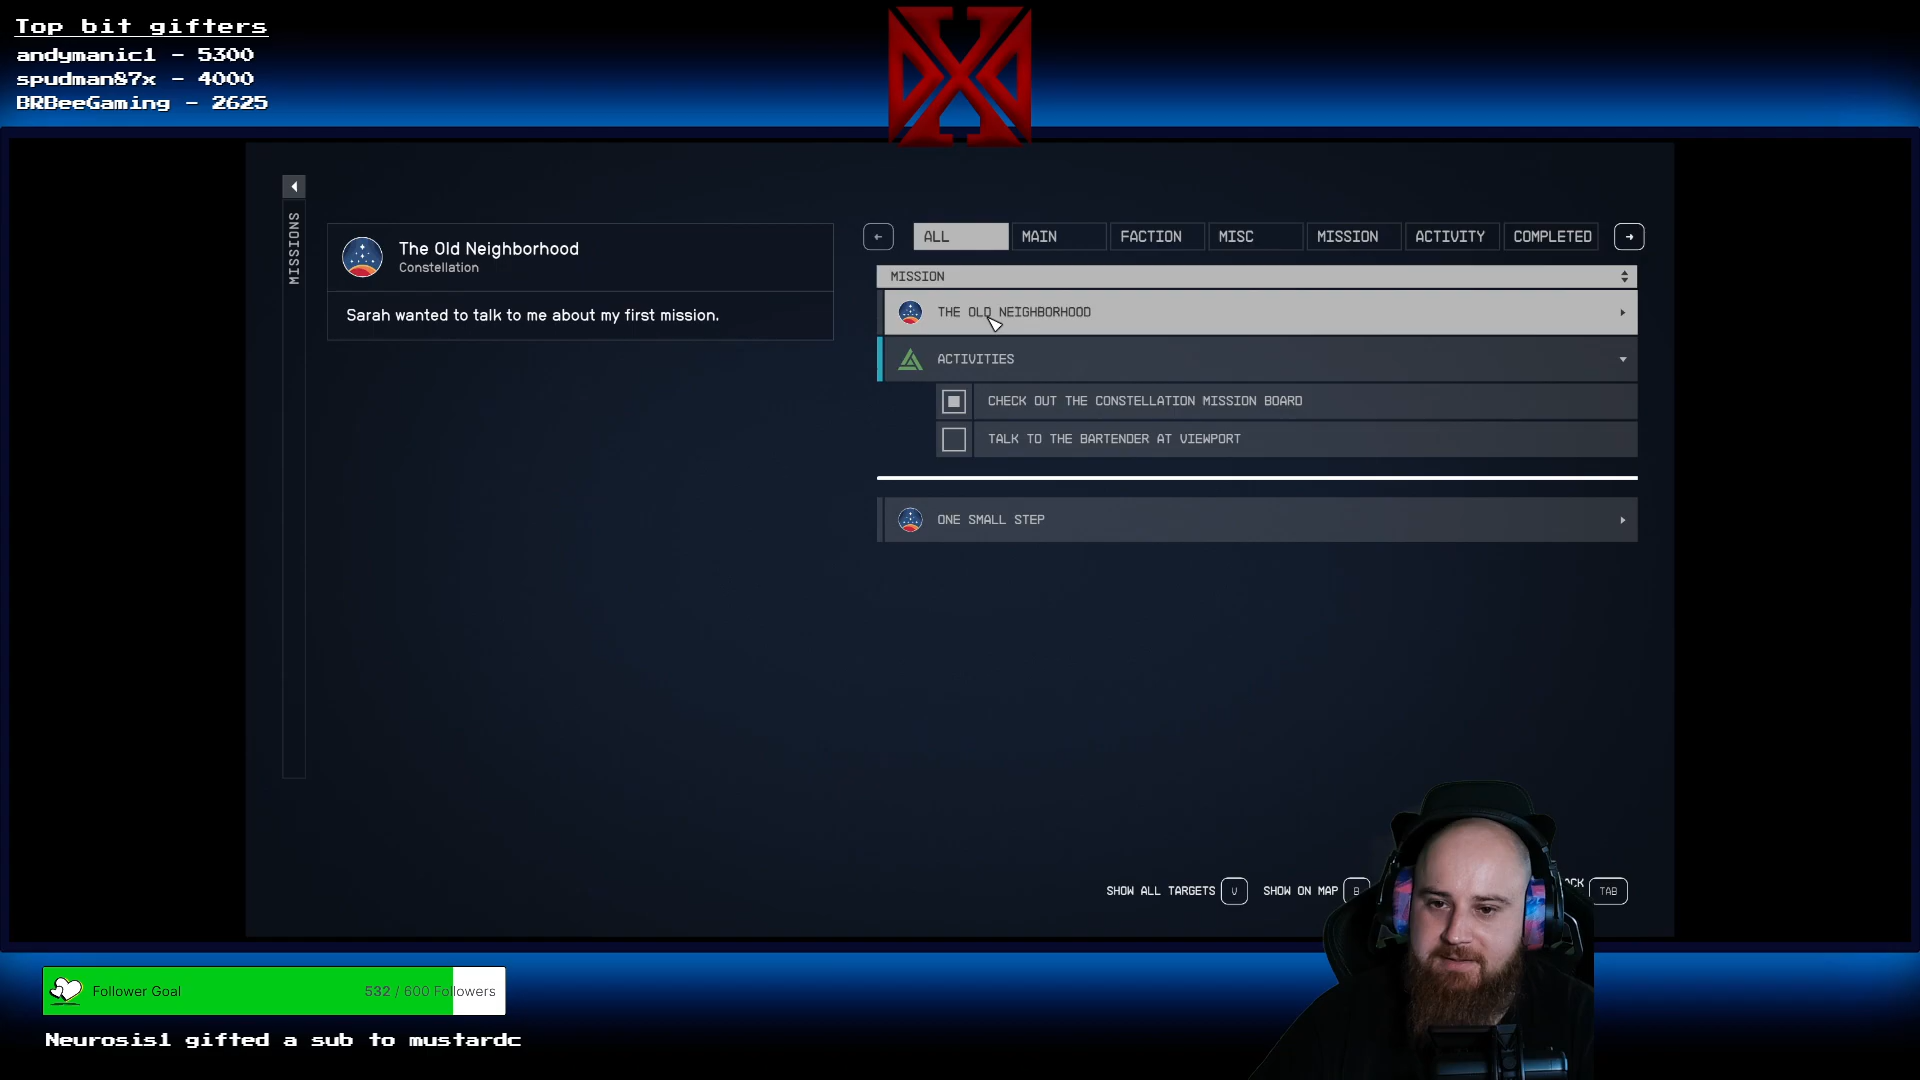 Top bit gifters
andymanic1 - 5300
spudman87x - 4000
BRBeeGaming - 2625
MISSIONS
The Old Neighborhood
Constellation
Sarah wanted to talk to me about my first mission.
ALL
MAIN
FACTION
MISC
MISSION
ACTIVITY
COMPLETED
MISSION
THE OLD NEIGHBORHOOD
ACTIVITIES
CHECK OUT THE CONSTELLATION MISSION BOARD
TALK TO THE BARTENDER AT VIEWPORT
ONE SMALL STEP
SHOW ALL TARGETS V
SHOW ON MAP B
TAB
Follower Goal
532 / 600 Followers
Neurosis1 gifted a sub to mustardc